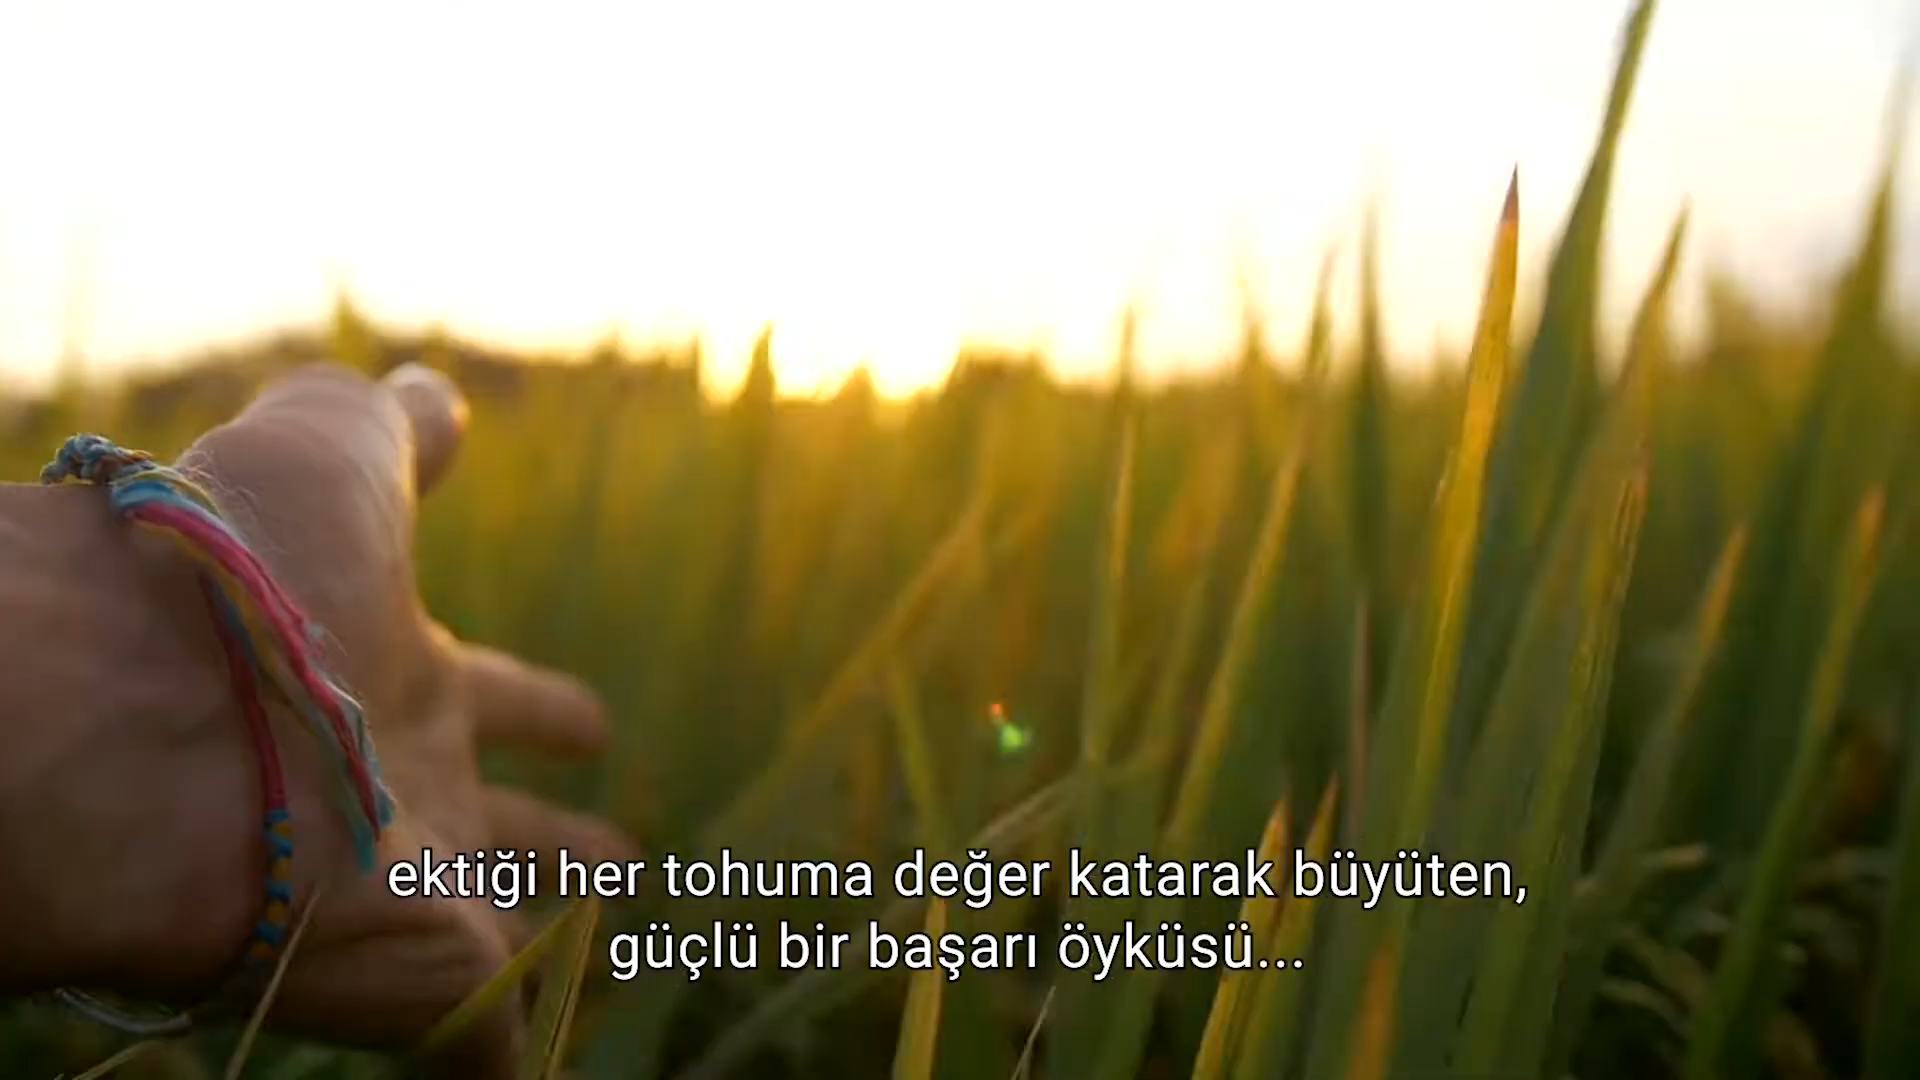 ektiği her tohuma değer katarak büyüten,
güçlü bir başarı öyküsü...